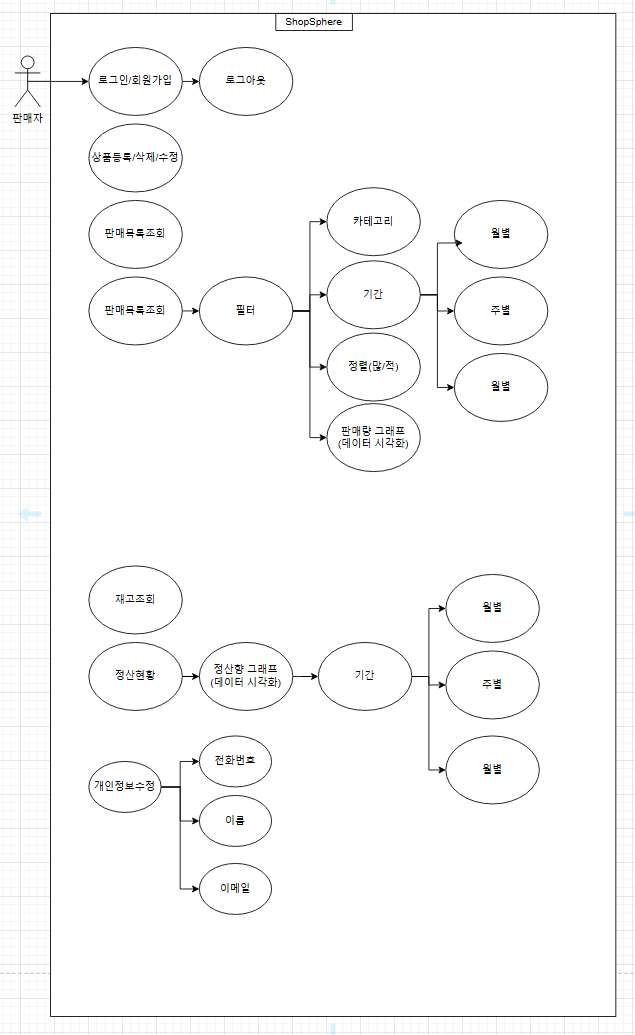 ShopSphere
판매자
로그인/회원가입
로그아웃
상품등록/삭제/수정
판매목록조회
판매목록조회
필터
카테고리
기간
정렬(많/적)
판매량 그래프
(데이터 시각화)
월별
주별
월별
재고조회
정산현황
정산향 그래프
(데이터 시각화)
기간
월별
주별
월별
개인정보수정
전화번호
이름
이메일